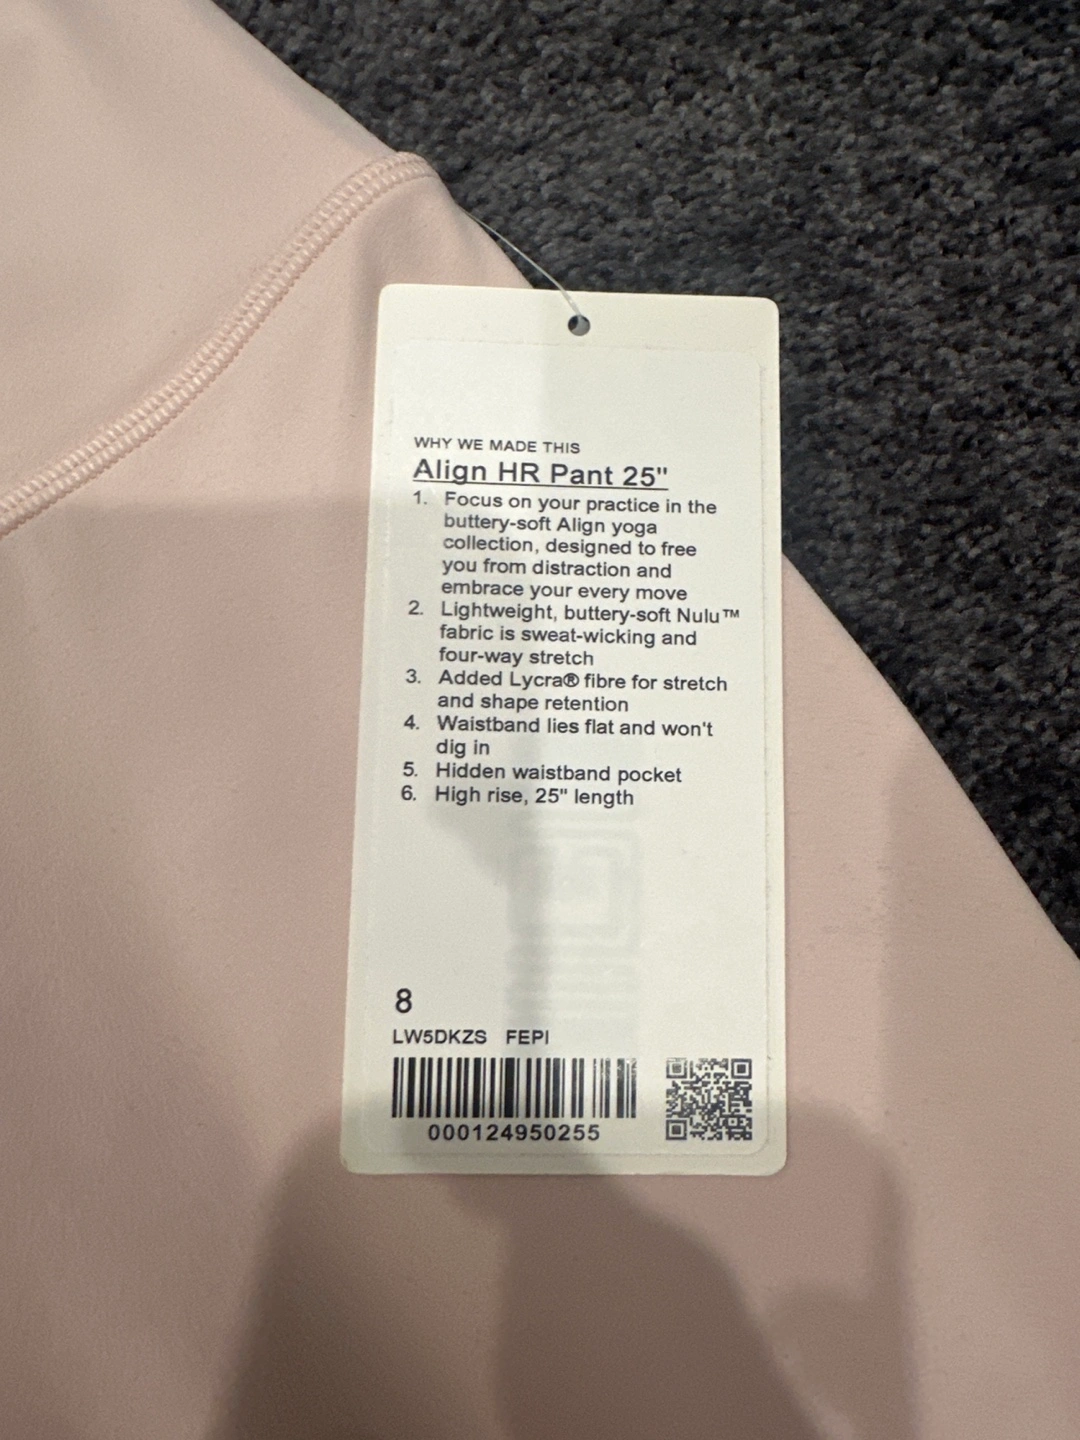 WHY WE MADE THIS
Align HR Pant 25"
1. Focus on your practice in the
buttery-soft Align yoga
collection, designed to free
you from distraction and
embrace your every move
2. Lightweight, buttery-soft Nulu™
fabric is sweat-wicking and
four-way stretch
3. Added Lycra® fibre for stretch
and shape retention
4. Waistband lies flat and won't
dig in
5. Hidden waistband pocket
6. High rise, 25" length
8
LW5DKZS FEPI
000124950255